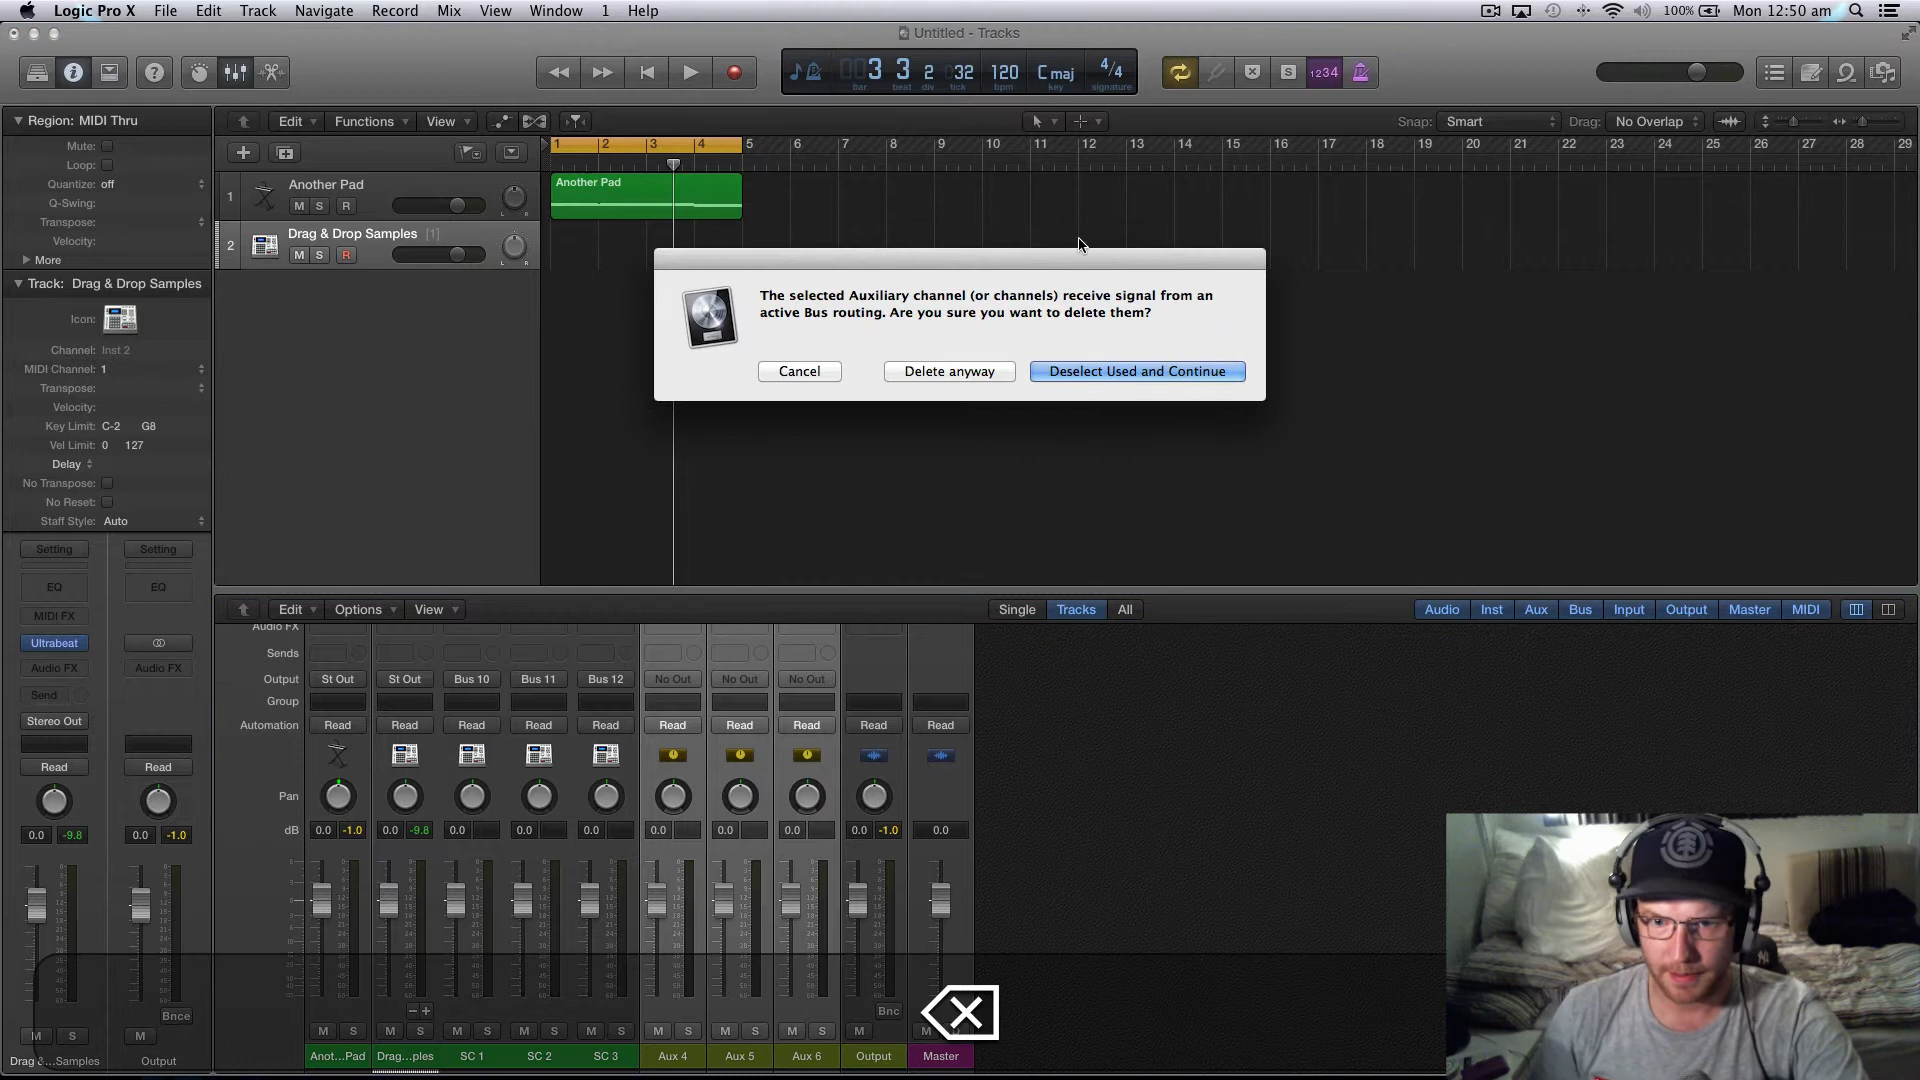 Logic Pro X File Edit Track Navigate Record Mix View Window 1 Help
100% Mon 12:50 am
Untitled - Tracks
3 3 2 32 120 C maj 4/4
bar beat div tick bpm key signature
S 1234
Region: MIDI Thru
Edit Functions View
Snap: Smart Drag: No Overlap
Mute:
Loop:
Quantize: off
Q-Swing:
Transpose:
Velocity:
More
1 2 3 4 5 6 7 8 9 10 11 12 13 14 15 16 17 18 19 20 21 22 23 24 25 26 27 28 29
1 Another Pad
M S R
Another Pad
2 Drag & Drop Samples [1]
M S R
Track: Drag & Drop Samples
Icon:
Channel: Inst 2
MIDI Channel: 1
Transpose:
Velocity:
Key Limit: C-2 G8
Vel Limit: 0 127
Delay
No Transpose:
No Reset:
Staff Style: Auto
The selected Auxiliary channel (or channels) receive signal from an
active Bus routing. Are you sure you want to delete them?
Cancel Delete anyway Deselect Used and Continue
Setting Setting
EQ EQ
MIDI FX
Ultrabeat
Audio FX Audio FX
Send
Stereo Out
Read Read
0.0 -9.8 0.0 -1.0
Bnce
M S M
Drag &...Samples Output
Edit Options View
Single Tracks All
Audio Inst Aux Bus Input Output Master MIDI
Audio FX
Sends
Output St Out St Out Bus 10 Bus 11 Bus 12 No Out No Out No Out
Group
Automation Read Read Read Read Read Read Read Read Read Read
Pan
dB 0.0 -1.0 0.0 -9.8 0.0 0.0 0.0 0.0 0.0 0.0 0.0 -1.0 0.0
Bnc
M S M S M S M S M S M S M S M S M M D
Anot...Pad Drag...ples SC 1 SC 2 SC 3 Aux 4 Aux 5 Aux 6 Output Master